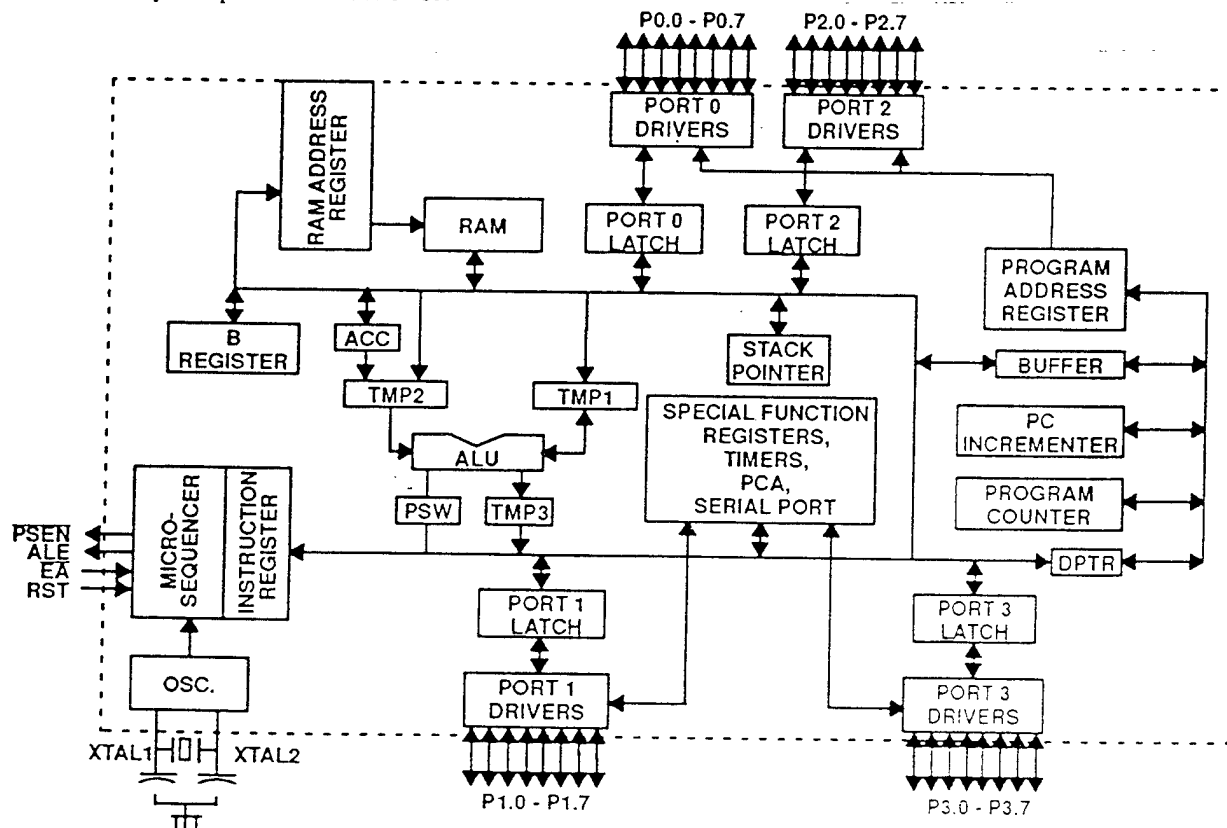 P0.0 - P0.7
P2.0 - P2.7
PORT 0
DRIVERS
PORT 2
DRIVERS
RAM ADDRESS
REGISTER
RAM
PORT 0
LATCH
PORT 2
LATCH
PROGRAM
ADDRESS
REGISTER
B
REGISTER
ACC
STACK
POINTER
BUFFER
TMP2
TMP1
SPECIAL FUNCTION
REGISTERS,
TIMERS,
PCA,
SERIAL PORT
PC
INCREMENTER
ALU
PSW
TMP3
PROGRAM
COUNTER
PSEN
ALE
EA
RST
MICRO-
SEQUENCER
INSTRUCTION
REGISTER
DPTR
PORT 1
LATCH
PORT 3
LATCH
OSC.
PORT 1
DRIVERS
PORT 3
DRIVERS
XTAL1
XTAL2
P1.0 - P1.7
P3.0 - P3.7